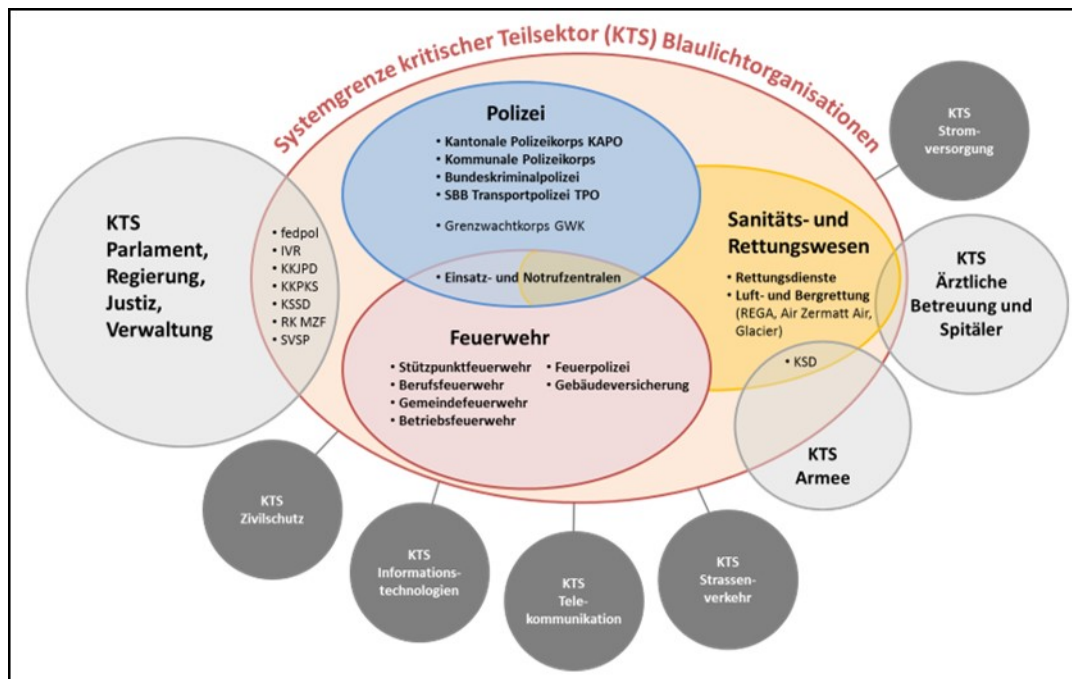 Systemgrenze kritischer Teilsektor (KTS) Blaulichtorganisationen
Polizei
• Kantonale Polizeikorps KAPO
• Kommunale Polizeikorps
• Bundeskriminalpolizei
• SBB Transportpolizei TPO
• Grenzwachtkorps GWK
• Einsatz- und Notrufzentralen
Feuerwehr
• Stützpunktfeuerwehr
• Berufsfeuerwehr
• Gemeindefeuerwehr
• Betriebsfeuerwehr
• Feuerpolizei
• Gebäudeversicherung
Sanitäts- und
Rettungswesen
• Rettungsdienste
• Luft- und Bergrettung
(REGA, Air Zermatt Air,
Glacier)
• KSD
KTS
Parlament,
Regierung,
Justiz,
Verwaltung
• fedpol
• IVR
• KKJPD
• KKPKS
• KSSD
• RK MZF
• SVSP
KTS
Strom-
versorgung
KTS
Ärztliche
Betreuung und
Spitäler
KTS
Armee
KTS
Zivilschutz
KTS
Informations-
technologien
KTS
Tele-
kommunikation
KTS
Strassen-
verkehr